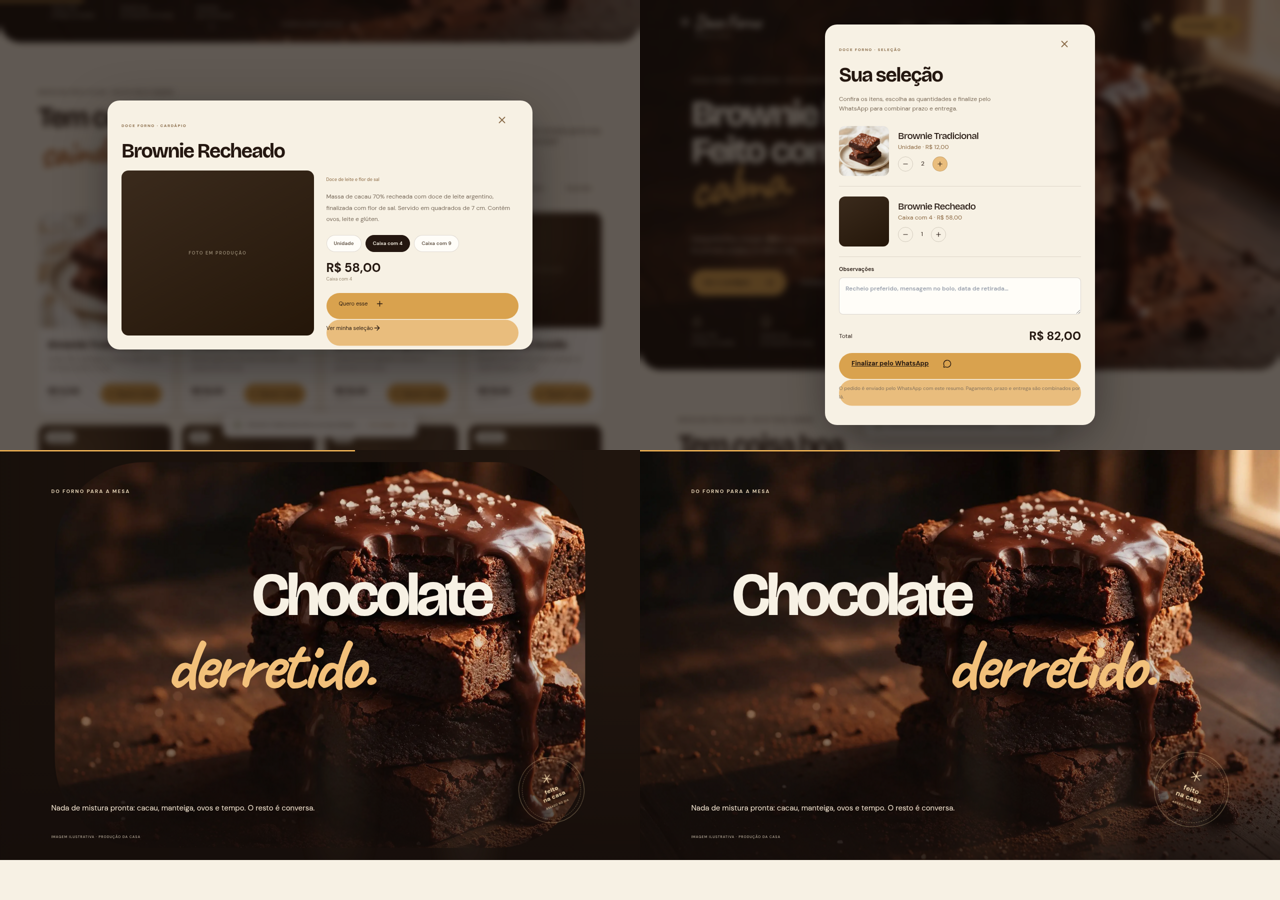 DOCE FORNO · CARDÁPIO
Brownie Recheado
FOTO EM PRODUÇÃO
Doce de leite e flor de sal
Massa de cacau 70% recheada com doce de leite argentino,
finalizada com flor de sal. Servido em quadrados de 7 cm. Contém
ovos, leite e glúten.
Unidade
Caixa com 4
Caixa com 8
R$ 58,00
Caixa com 4
Quero esse
Ver minha seleção
DOCE FORNO · SELEÇÃO
Sua seleção
Confira os itens, escolha as quantidades e finalize pelo
WhatsApp para combinar prazo e entrega.
Brownie Tradicional
Unidade · R$ 12,00
− 2 +
Brownie Recheado
Caixa com 4 · R$ 58,00
− 1 +
Observações
Recheio preferido, mensagem no bolo, data de retirada...
Total
R$ 82,00
Finalizar pelo WhatsApp
O pedido é enviado pelo WhatsApp com este resumo. Pagamento, prazo e entrega são combinados por
DO FORNO PARA A MESA
Chocolate
derretido.
feito
na casa
Nada de mistura pronta: cacau, manteiga, ovos e tempo. O resto é conversa.
IMAGEM ILUSTRATIVA · PRODUÇÃO DA CASA
DO FORNO PARA A MESA
Chocolate
derretido.
feito
na casa
Nada de mistura pronta: cacau, manteiga, ovos e tempo. O resto é conversa.
IMAGEM ILUSTRATIVA · PRODUÇÃO DA CASA